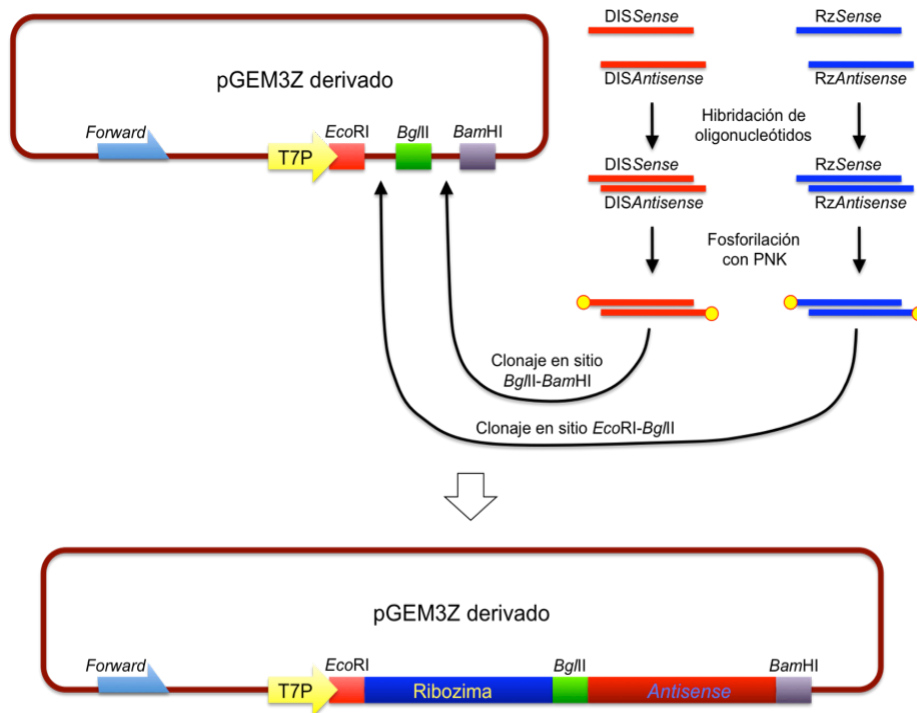 pGEM3Z derivado
Forward
T7P
EcoRI
BglII
BamHI
DISSense
DISAntisense
RzSense
RzAntisense
Hibridación de
oligonucleótidos
DISSense
DISAntisense
RzSense
RzAntisense
Fosforilación
con PNK
Clonaje en sitio
BglII-BamHI
Clonaje en sitio EcoRI-BglII
pGEM3Z derivado
Forward
T7P
EcoRI
Ribozima
BglII
Antisense
BamHI